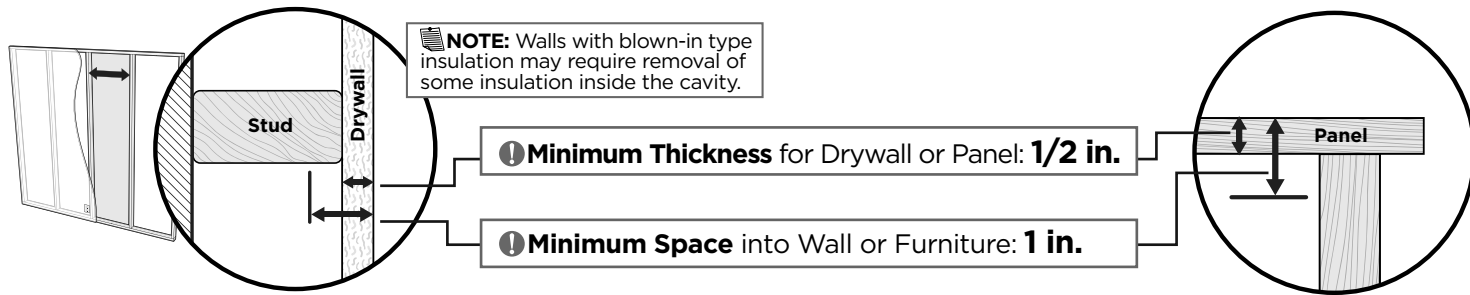 NOTE: Walls with blown-in type
insulation may require removal of
some insulation inside the cavity.
Stud
Drywall
Minimum Thickness for Drywall or Panel: 1/2 in.
Panel
Minimum Space into Wall or Furniture: 1 in.